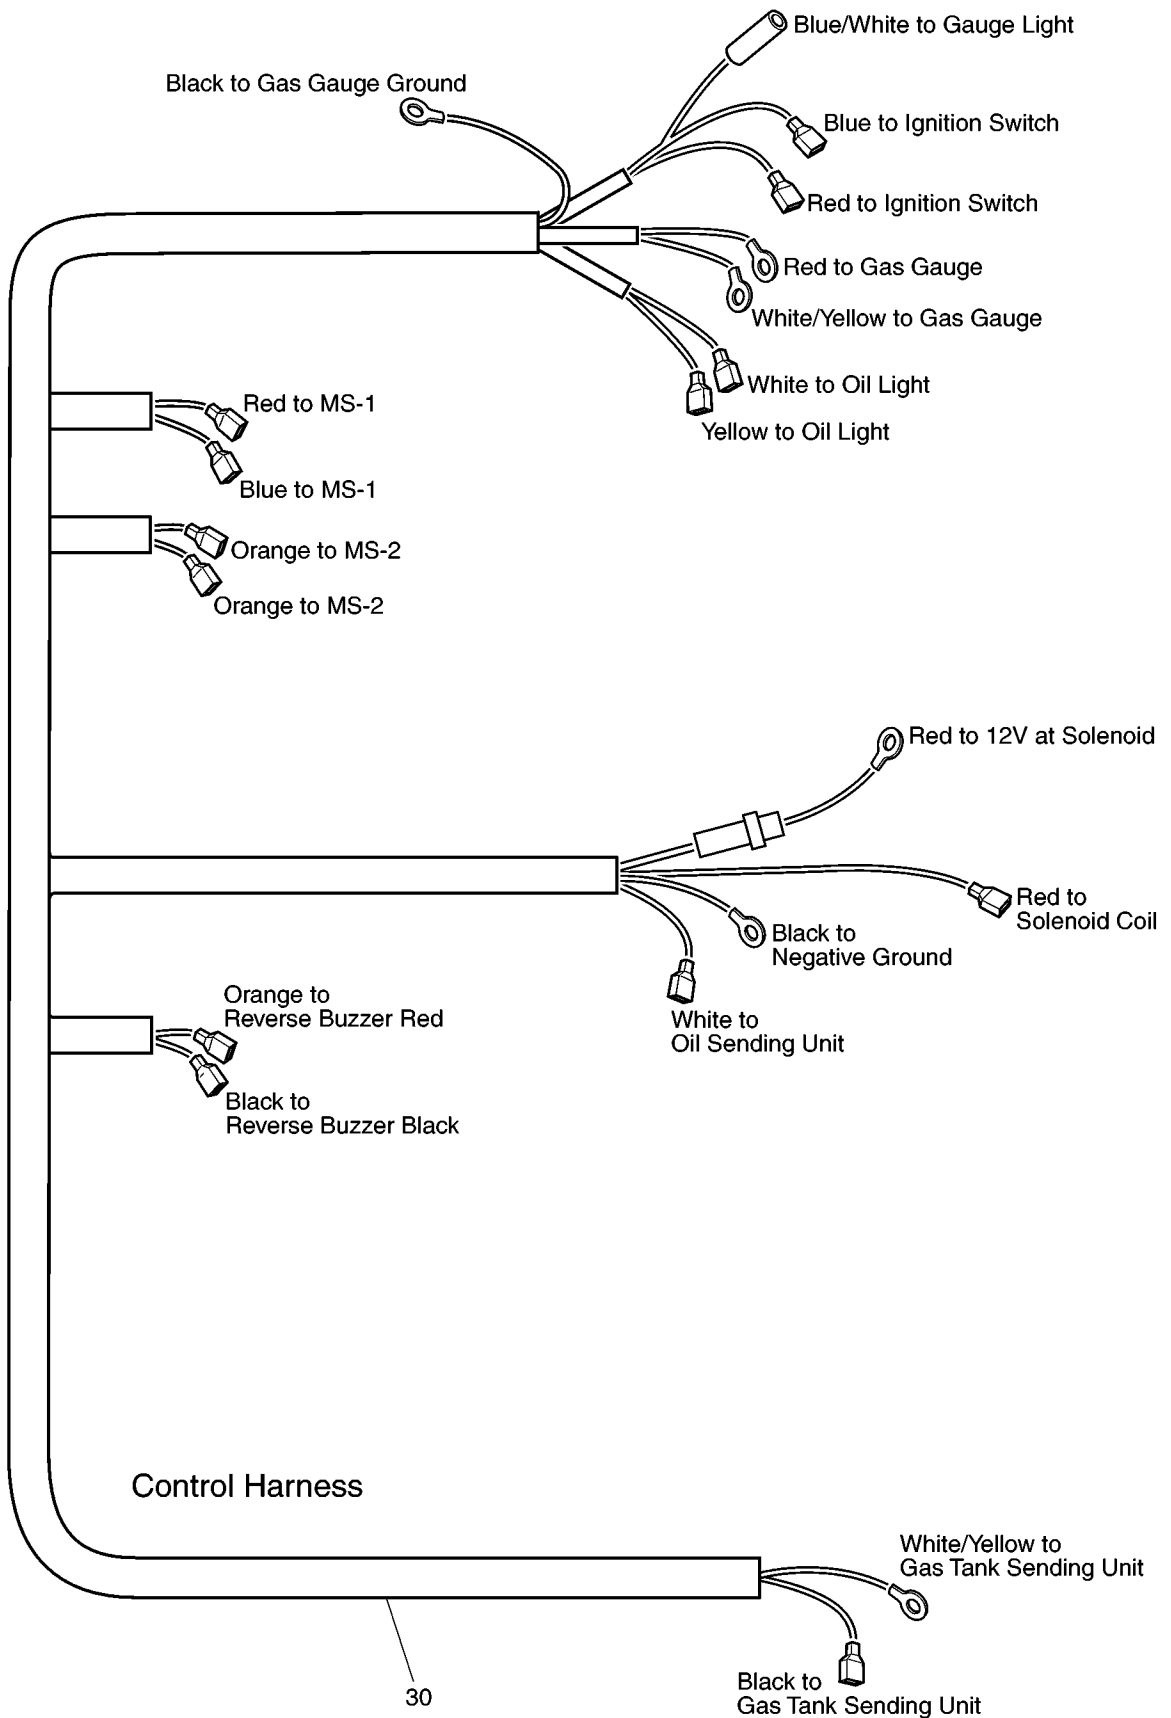 Blue/White to Gauge Light
Black to Gas Gauge Ground
Blue to Ignition Switch
Red to Ignition Switch
Red to Gas Gauge
White/Yellow to Gas Gauge
White to Oil Light
Yellow to Oil Light
Red to MS-1
Blue to MS-1
Orange to MS-2
Orange to MS-2
Red to 12V at Solenoid
Red to
Solenoid Coil
Black to
Negative Ground
White to
Oil Sending Unit
Orange to
Reverse Buzzer Red
Black to
Reverse Buzzer Black
Control Harness
White/Yellow to
Gas Tank Sending Unit
Black to
Gas Tank Sending Unit
30